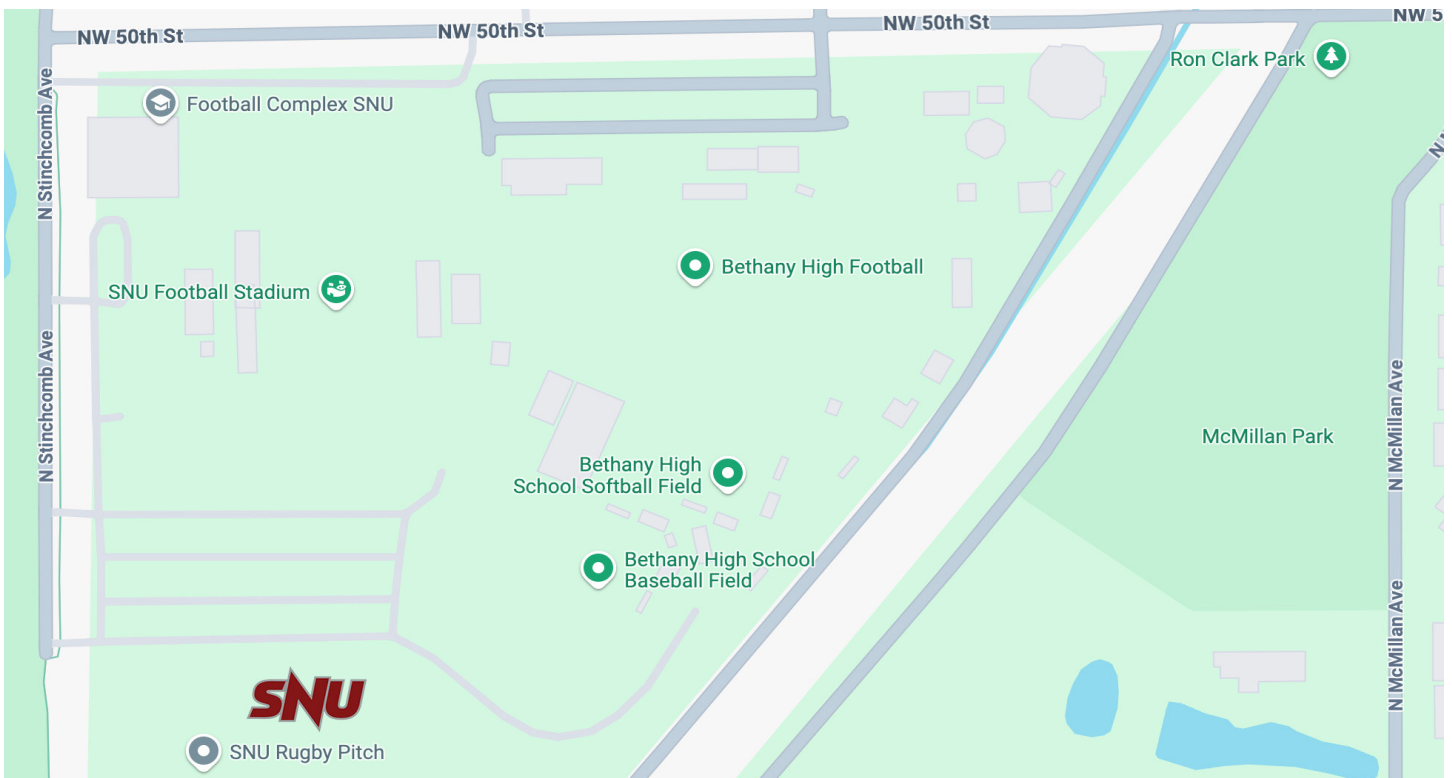 NW 50th St
NW 50th St
NW 50th St
NW 5
Ron Clark Park
Football Complex SNU
N Stinchcomb Ave
SNU Football Stadium
Bethany High Football
N Stinchcomb Ave
N McMillan Ave
McMillan Park
Bethany High
School Softball Field
Bethany High School
Baseball Field
N McMillan Ave
SNU
SNU Rugby Pitch